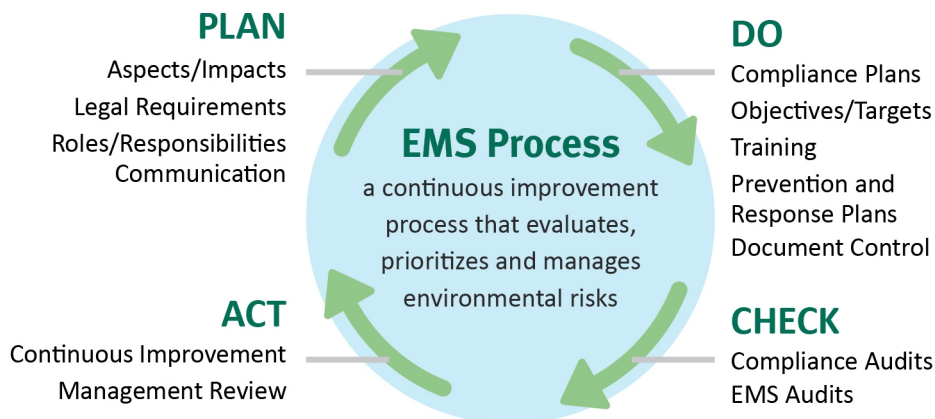 PLAN
Aspects/Impacts
Legal Requirements
Roles/Responsibilities
Communication
DO
Compliance Plans
Objectives/Targets
Training
Prevention and
Response Plans
Document Control
EMS Process
a continuous improvement
process that evaluates,
prioritizes and manages
environmental risks
ACT
Continuous Improvement
Management Review
CHECK
Compliance Audits
EMS Audits